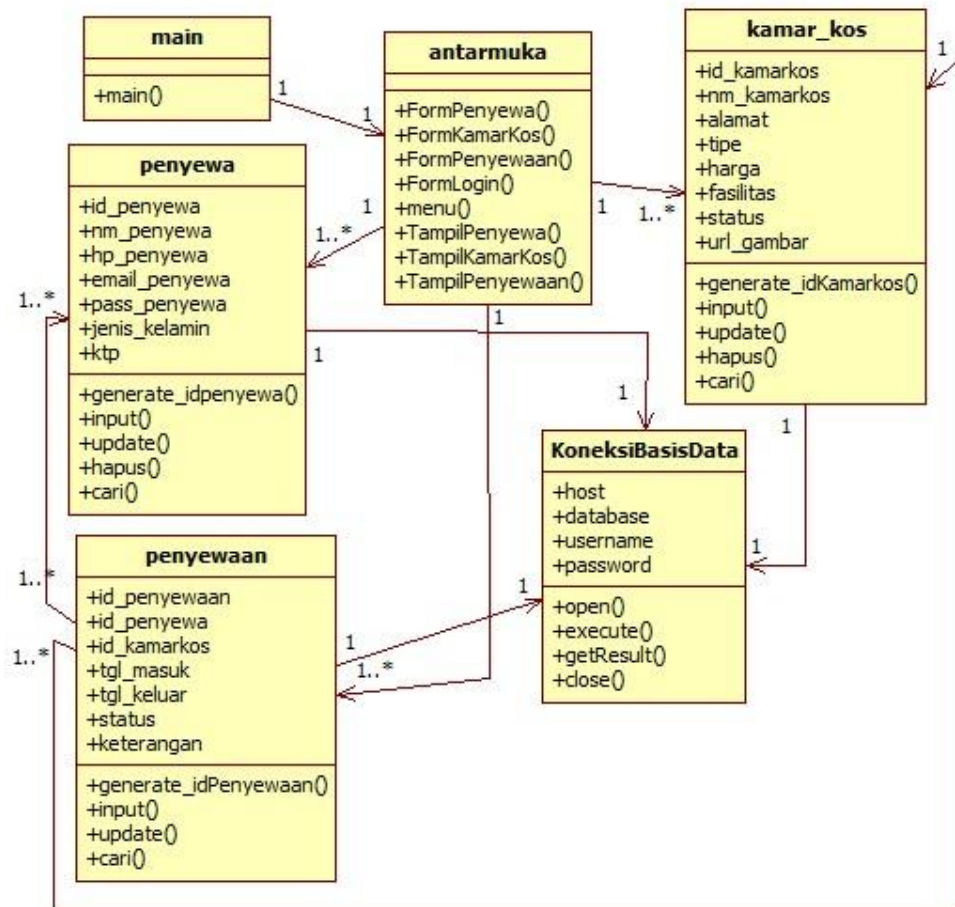 main
+main()
1
1
antarmuka
+FormPenyewa()
+FormKamarKos()
+FormPenyewaan()
+FormLogin()
+menu()
+TampilPenyewa()
+TampilKamarKos()
+TampilPenyewaan()
1
1..*
1
1..*
1
kamar_kos
+id_kamarkos
+nm_kamarkos
+alamat
+tipe
+harga
+fasilitas
+status
+url_gambar
+generate_idKamarkos()
+input()
+update()
+hapus()
+cari()
1
1
penyewa
+id_penyewa
+nm_penyewa
+hp_penyewa
+email_penyewa
+pass_penyewa
+jenis_kelamin
+ktp
+generate_idpenyewa()
+input()
+update()
+hapus()
+cari()
1..*
1
1
KoneksiBasisData
+host
+database
+username
+password
+open()
+execute()
+getResult()
+close()
1
1
penyewaan
+id_penyewaan
+id_penyewa
+id_kamarkos
+tgl_masuk
+tgl_keluar
+status
+keterangan
+generate_idPenyewaan()
+input()
+update()
+cari()
1..*
1..*
1
1..*